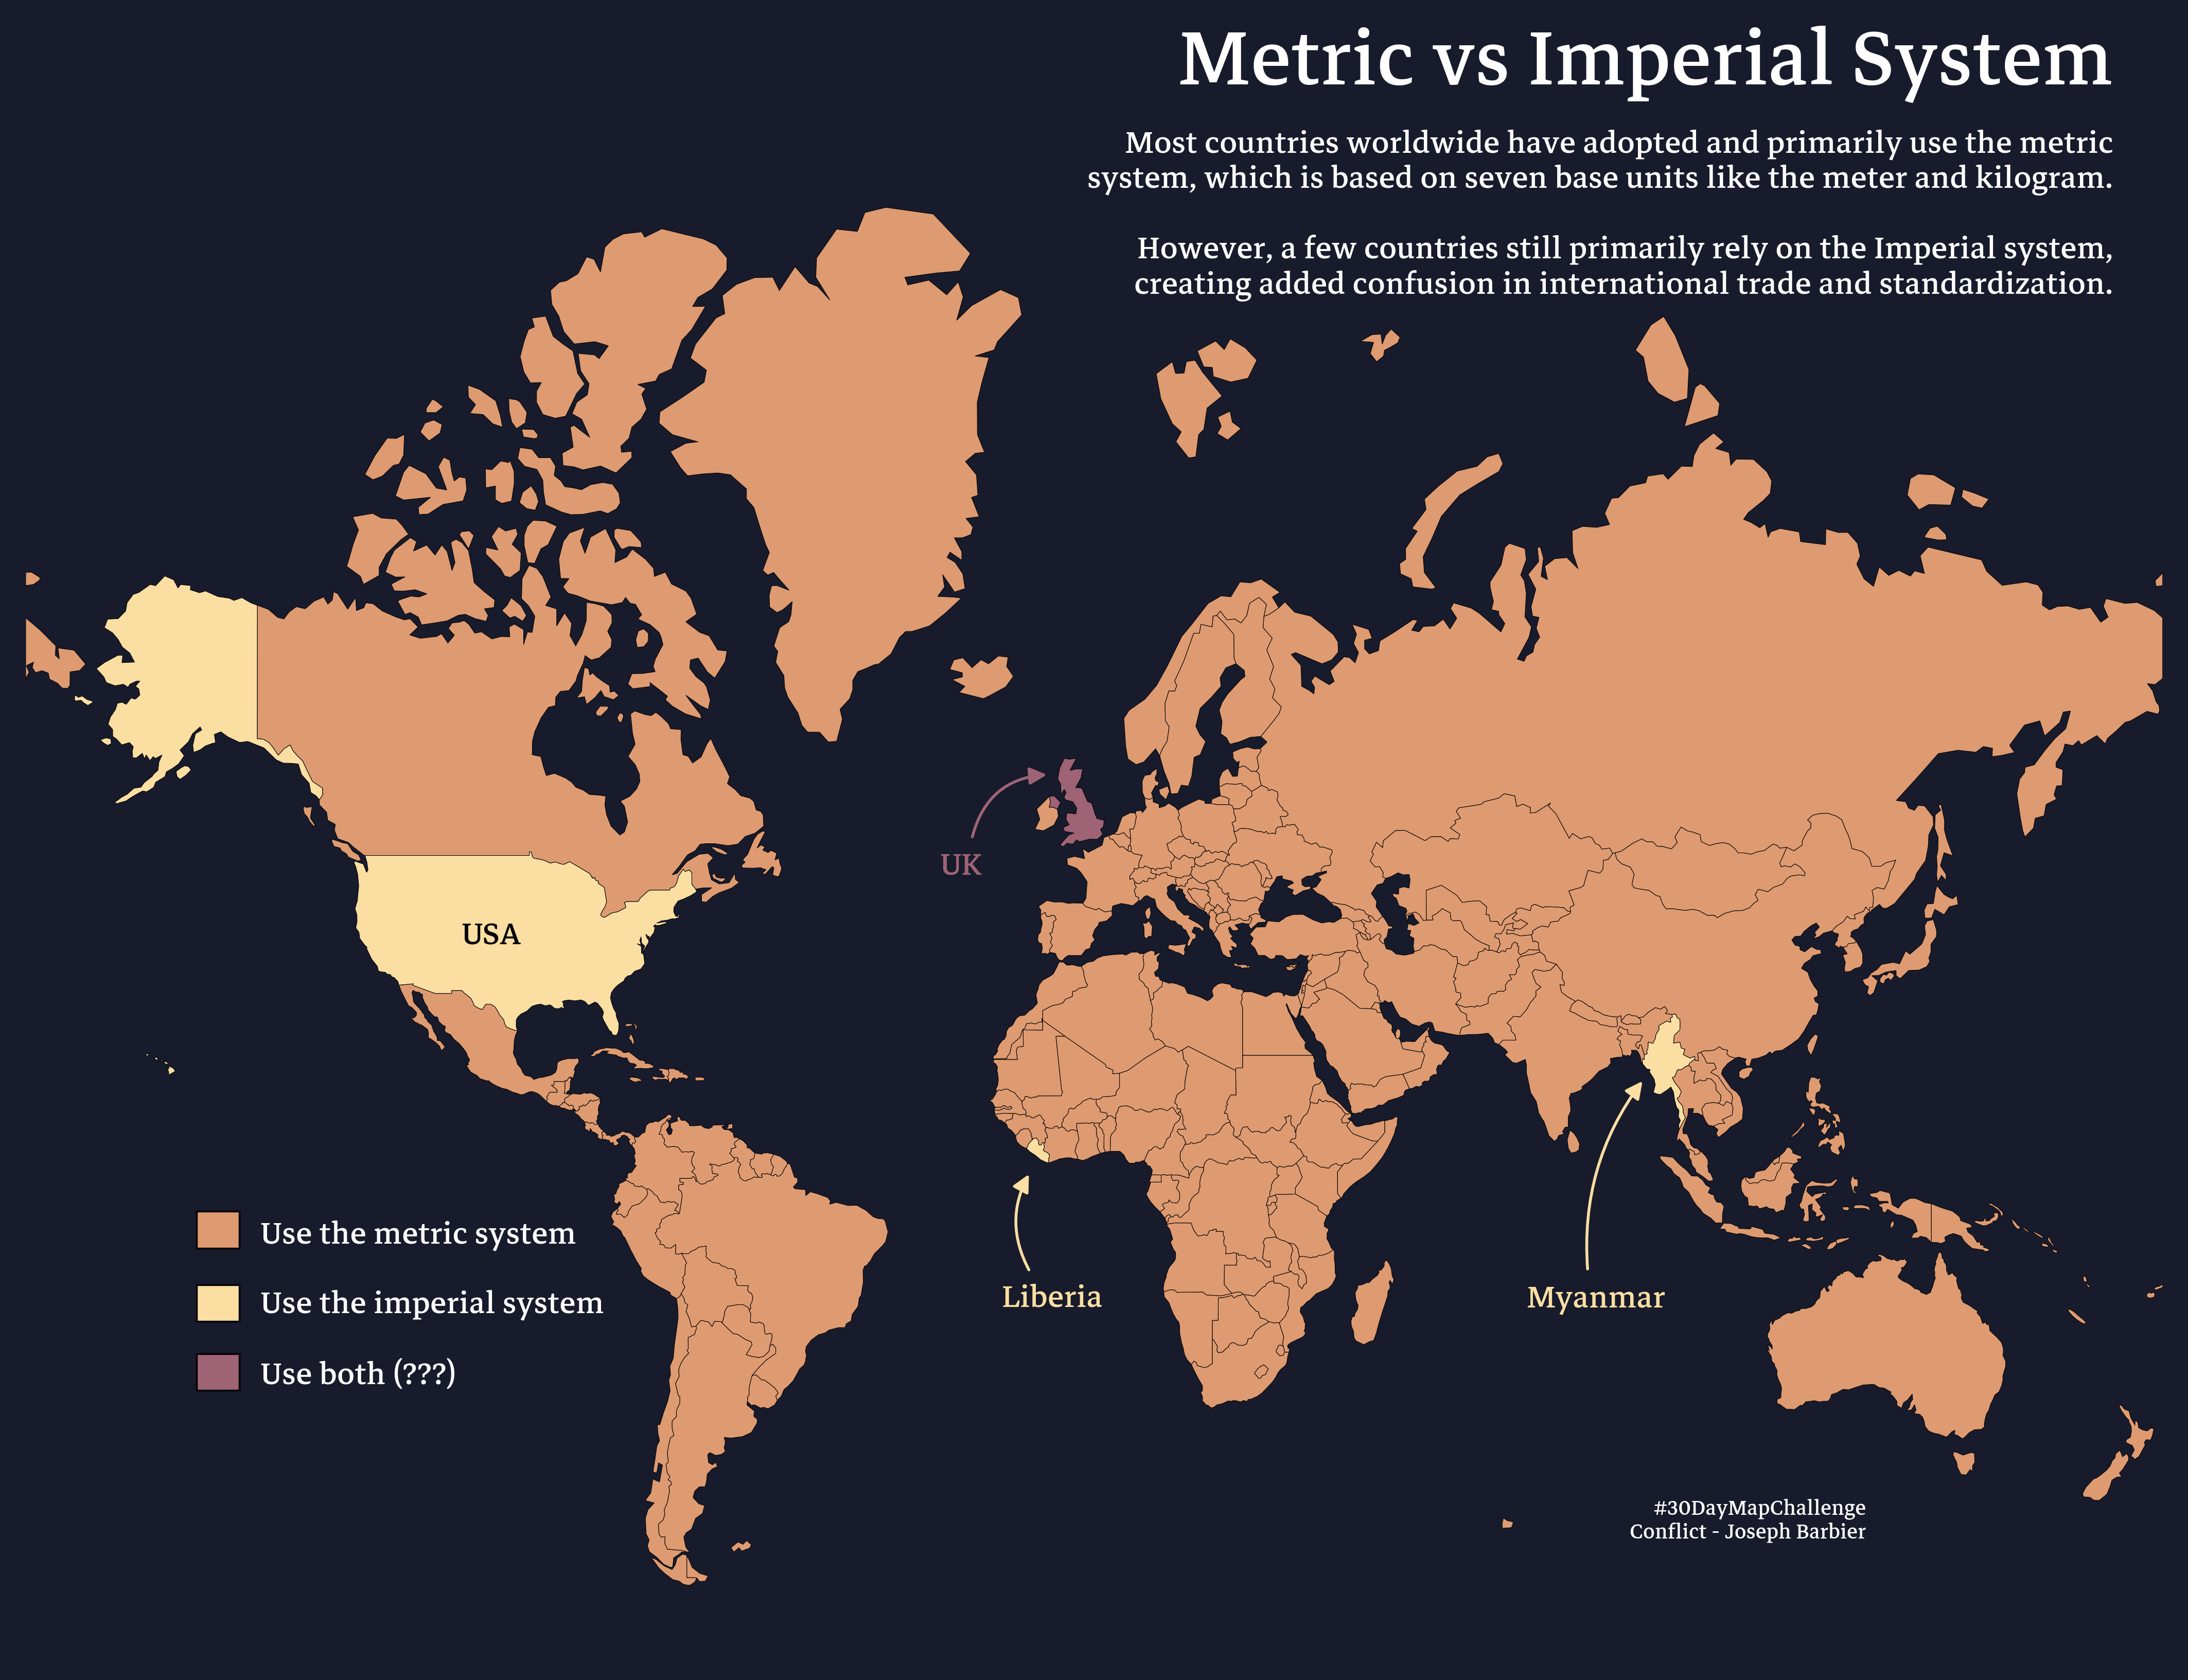 Metric vs Imperial System
Most countries worldwide have adopted and primarily use the metric
system, which is based on seven base units like the meter and kilogram.
However, a few countries still primarily rely on the Imperial system,
creating added confusion in international trade and standardization.
UK
USA
Use the metric system
Use the imperial system
Use both (???)
Liberia
Myanmar
#30DayMapChallenge
Conflict - Joseph Barbier